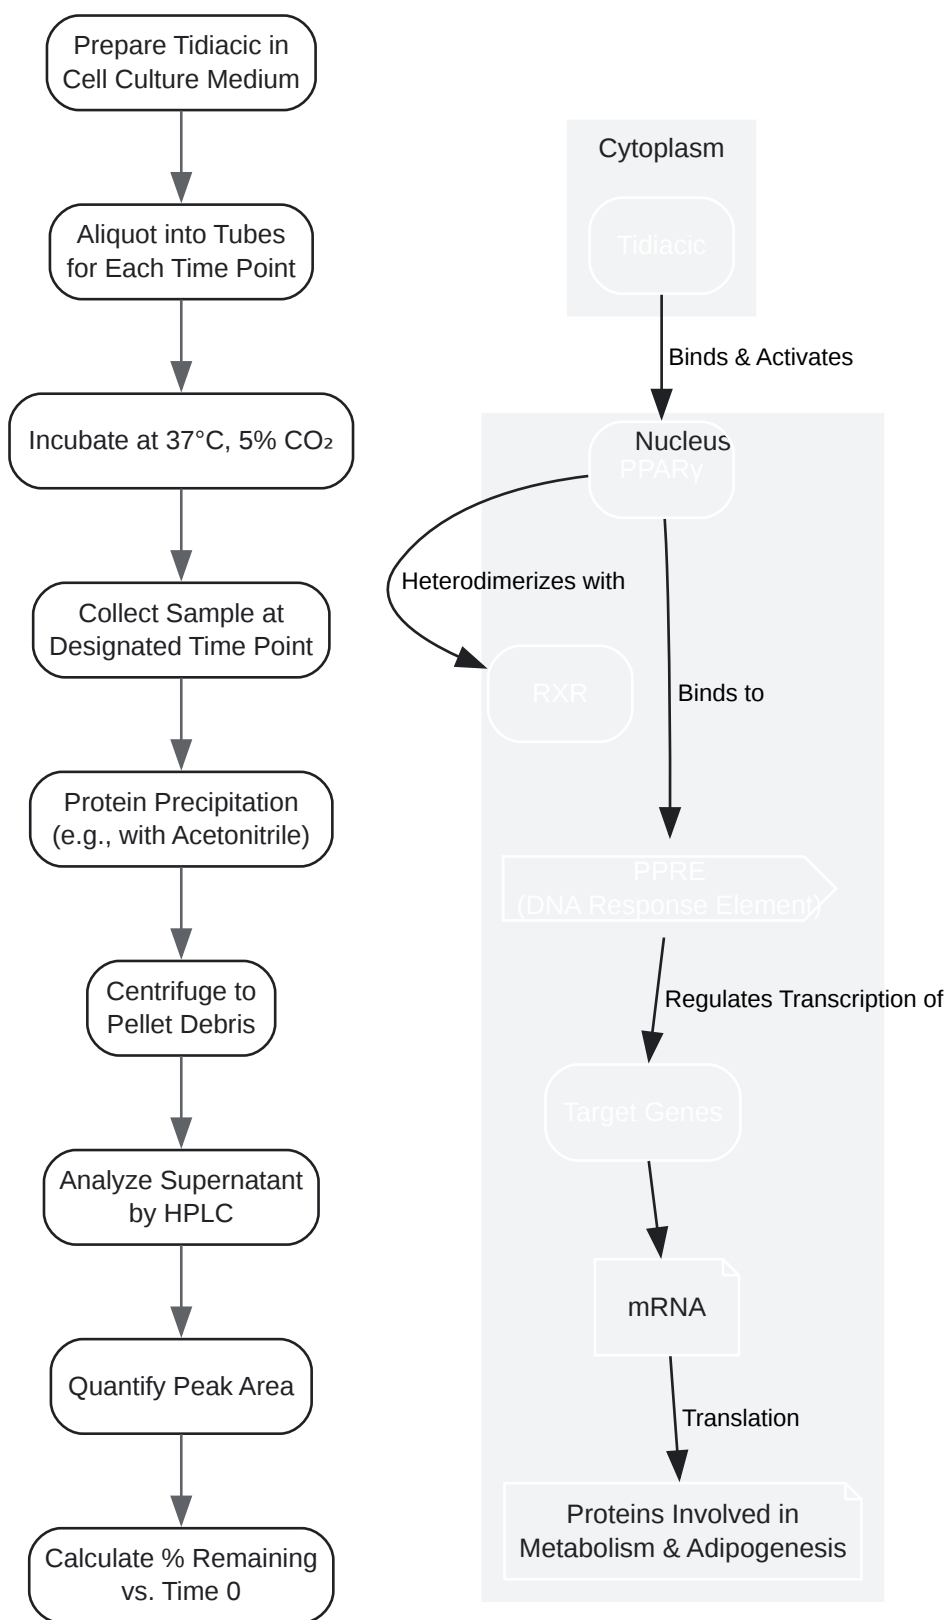 Prepare Tidiacic in
Cell Culture Medium
Aliquot into Tubes
for Each Time Point
Incubate at 37°C, 5% CO₂
Collect Sample at
Designated Time Point
Protein Precipitation
(e.g., with Acetonitrile)
Centrifuge to
Pellet Debris
Analyze Supernatant
by HPLC
Quantify Peak Area
Calculate % Remaining
vs. Time 0
Cytoplasm
Tidiacic
Binds & Activates
Nucleus
PPARγ
Heterodimerizes with
RXR
Binds to
PPRE
(DNA Response Element)
Regulates Transcription of
Target Genes
mRNA
Translation
Proteins Involved in
Metabolism & Adipogenesis